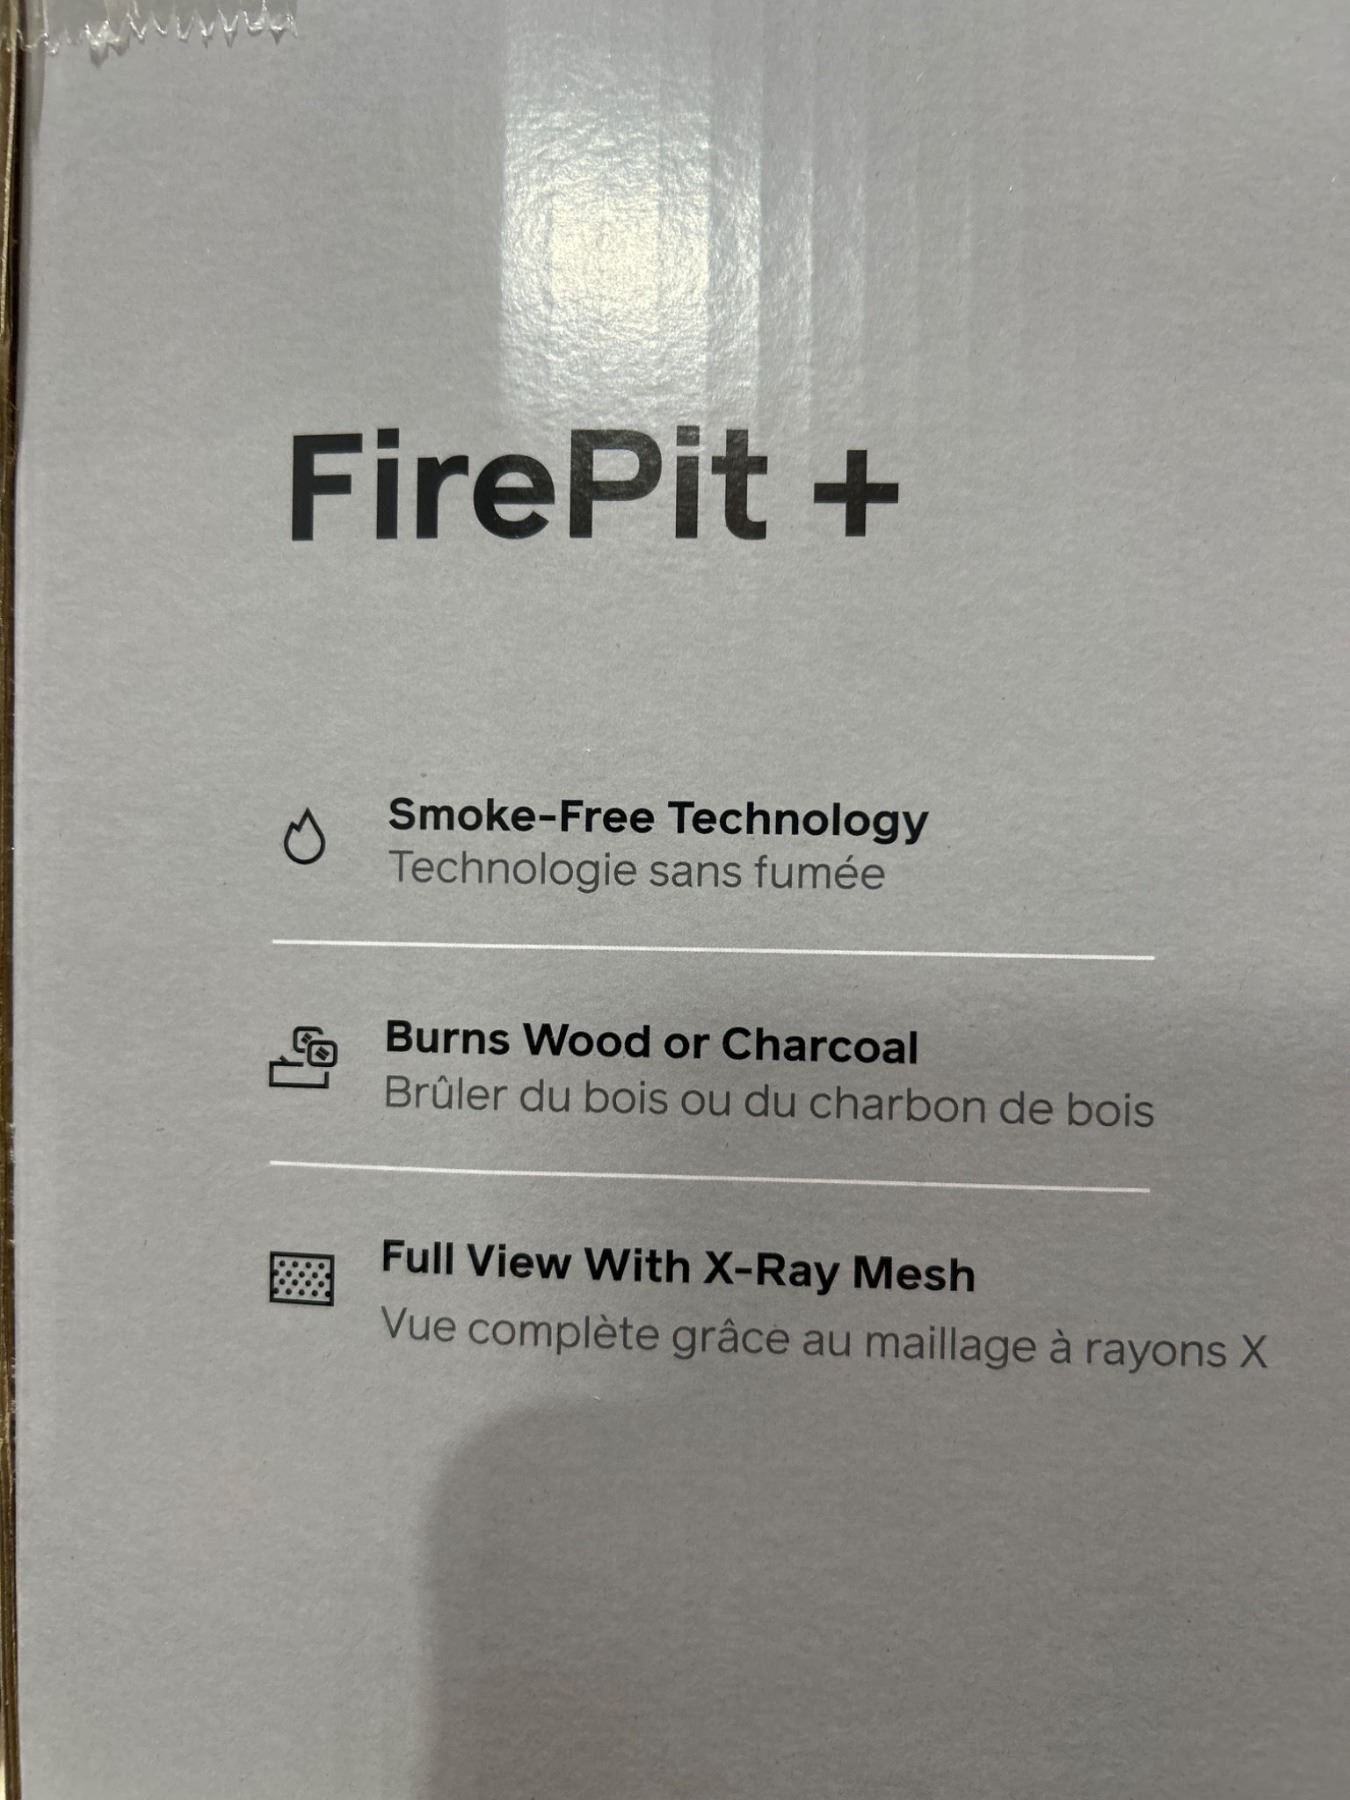 FirePit +
Smoke-Free Technology
Technologie sans fumée
Burns Wood or Charcoal
Brûler du bois ou du charbon de bois
Full View With X-Ray Mesh
Vue complète grâce au maillage à rayons X